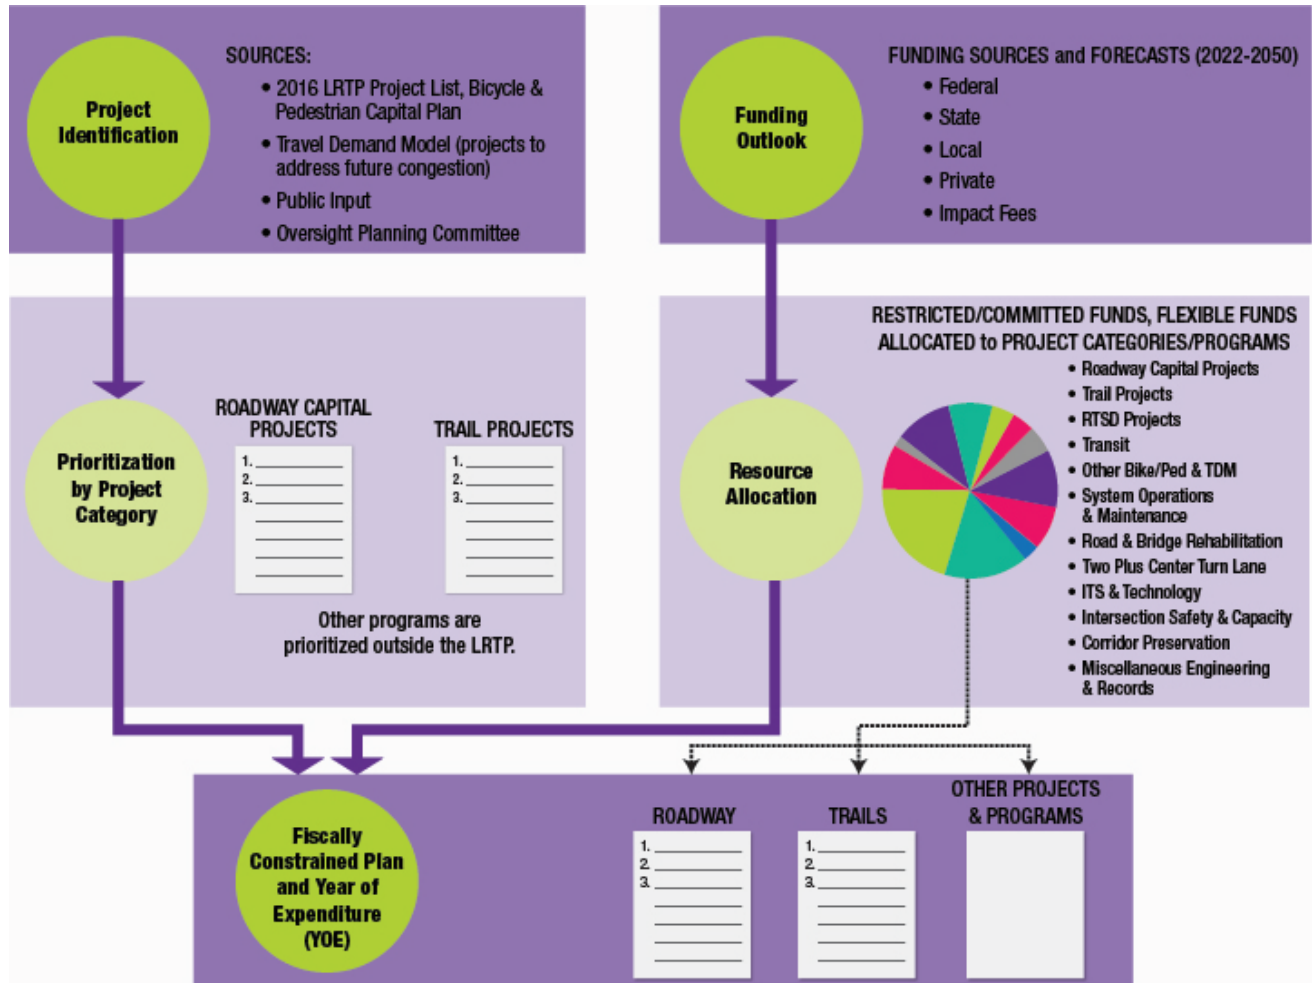 Project
Identification
SOURCES:
• 2016 LRTP Project List, Bicycle &
Pedestrian Capital Plan
• Travel Demand Model (projects to
address future congestion)
• Public Input
• Oversight Planning Committee
Funding
Outlook
FUNDING SOURCES and FORECASTS (2022-2050)
• Federal
• State
• Local
• Private
• Impact Fees
Prioritization
by Project
Category
ROADWAY CAPITAL
PROJECTS
1.
2.
3.
TRAIL PROJECTS
1.
2.
3.
Other programs are
prioritized outside the LRTP.
Resource
Allocation
RESTRICTED/COMMITTED FUNDS, FLEXIBLE FUNDS
ALLOCATED to PROJECT CATEGORIES/PROGRAMS
• Roadway Capital Projects
• Trail Projects
• RTSD Projects
• Transit
• Other Bike/Ped & TDM
• System Operations
& Maintenance
• Road & Bridge Rehabilitation
• Two Plus Center Turn Lane
• ITS & Technology
• Intersection Safety & Capacity
• Corridor Preservation
• Miscellaneous Engineering
& Records
Fiscally
Constrained Plan
and Year of
Expenditure
(YOE)
ROADWAY
1.
2.
3.
TRAILS
1.
2.
3.
OTHER PROJECTS
& PROGRAMS